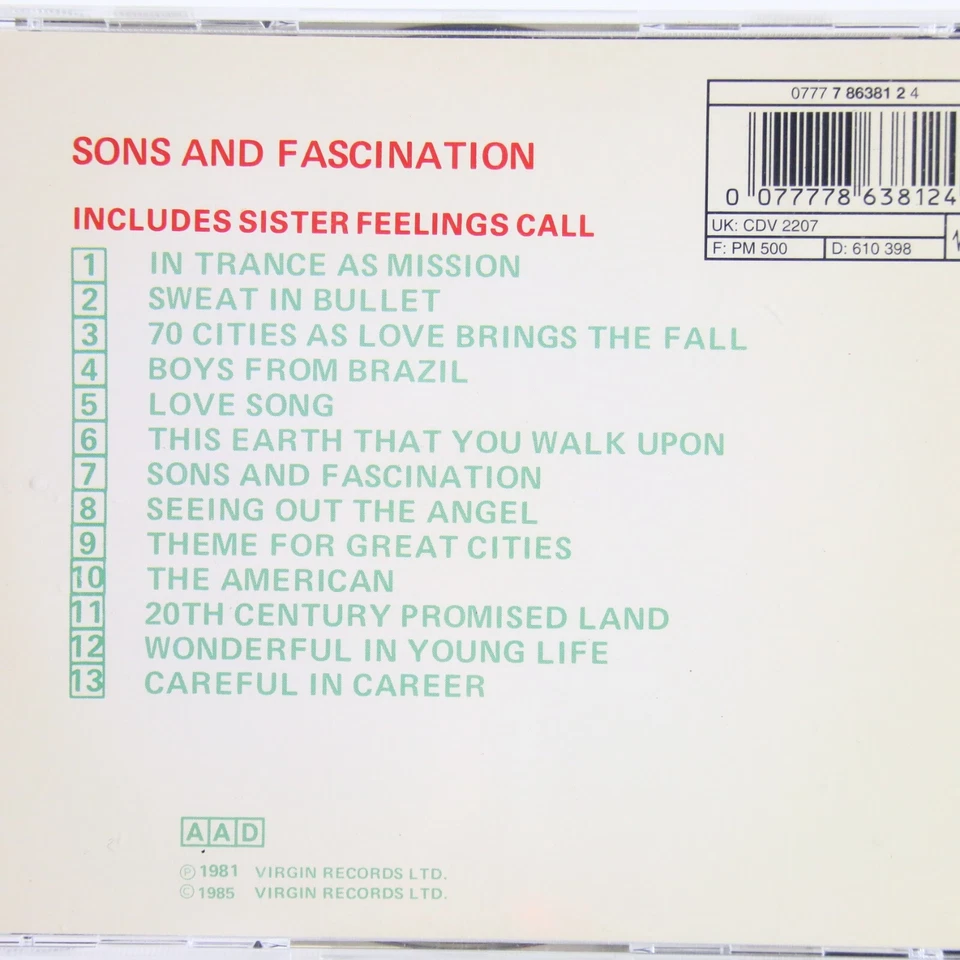 0777 7 86381 2 4
0 077778 638124
UK: CDV 2207
F: PM 500 D: 610 398
SONS AND FASCINATION
INCLUDES SISTER FEELINGS CALL
1 IN TRANCE AS MISSION
2 SWEAT IN BULLET
3 70 CITIES AS LOVE BRINGS THE FALL
4 BOYS FROM BRAZIL
5 LOVE SONG
6 THIS EARTH THAT YOU WALK UPON
7 SONS AND FASCINATION
8 SEEING OUT THE ANGEL
9 THEME FOR GREAT CITIES
10 THE AMERICAN
11 20TH CENTURY PROMISED LAND
12 WONDERFUL IN YOUNG LIFE
13 CAREFUL IN CAREER
AAD
℗ 1981 VIRGIN RECORDS LTD.
© 1985 VIRGIN RECORDS LTD.